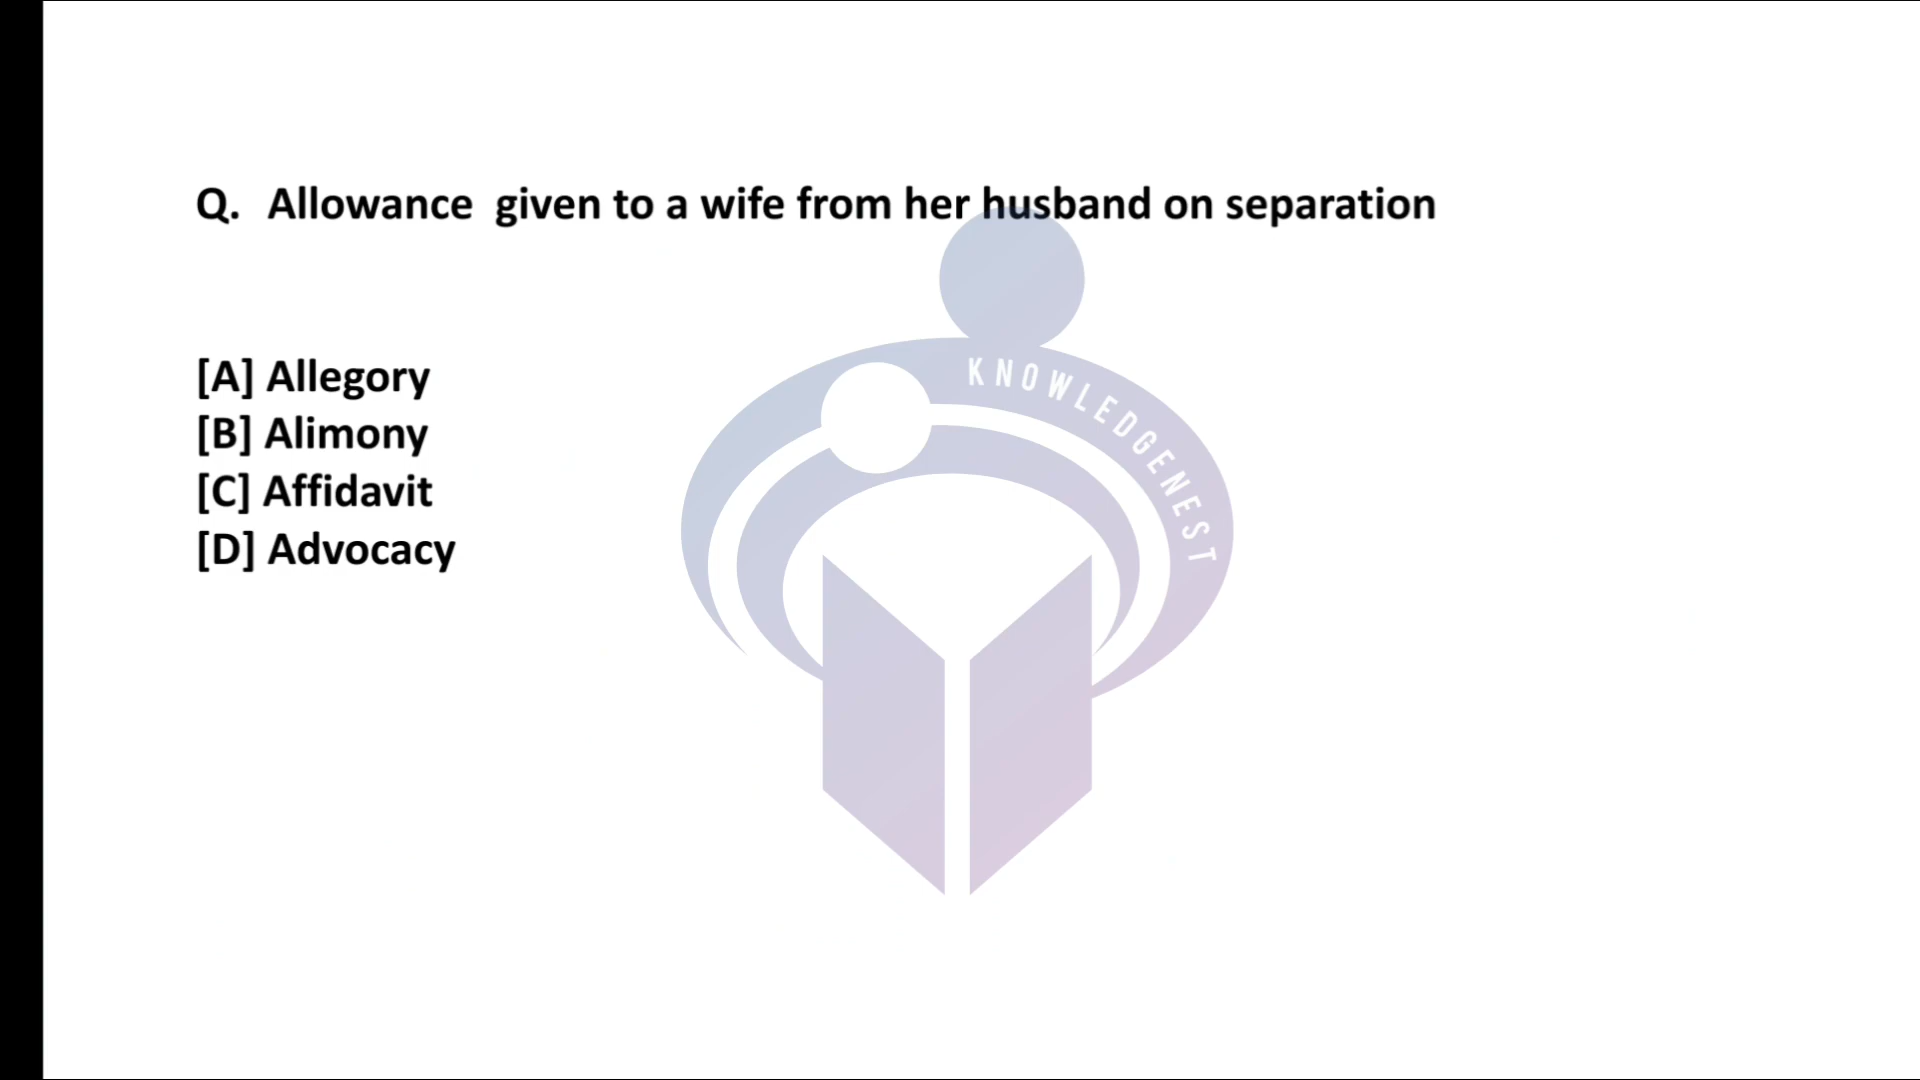 Q. Allowance given to a wife from her husband on separation
KNOWLEDGENEST
[A] Allegory
[B] Alimony
[C] Affidavit
[D] Advocacy